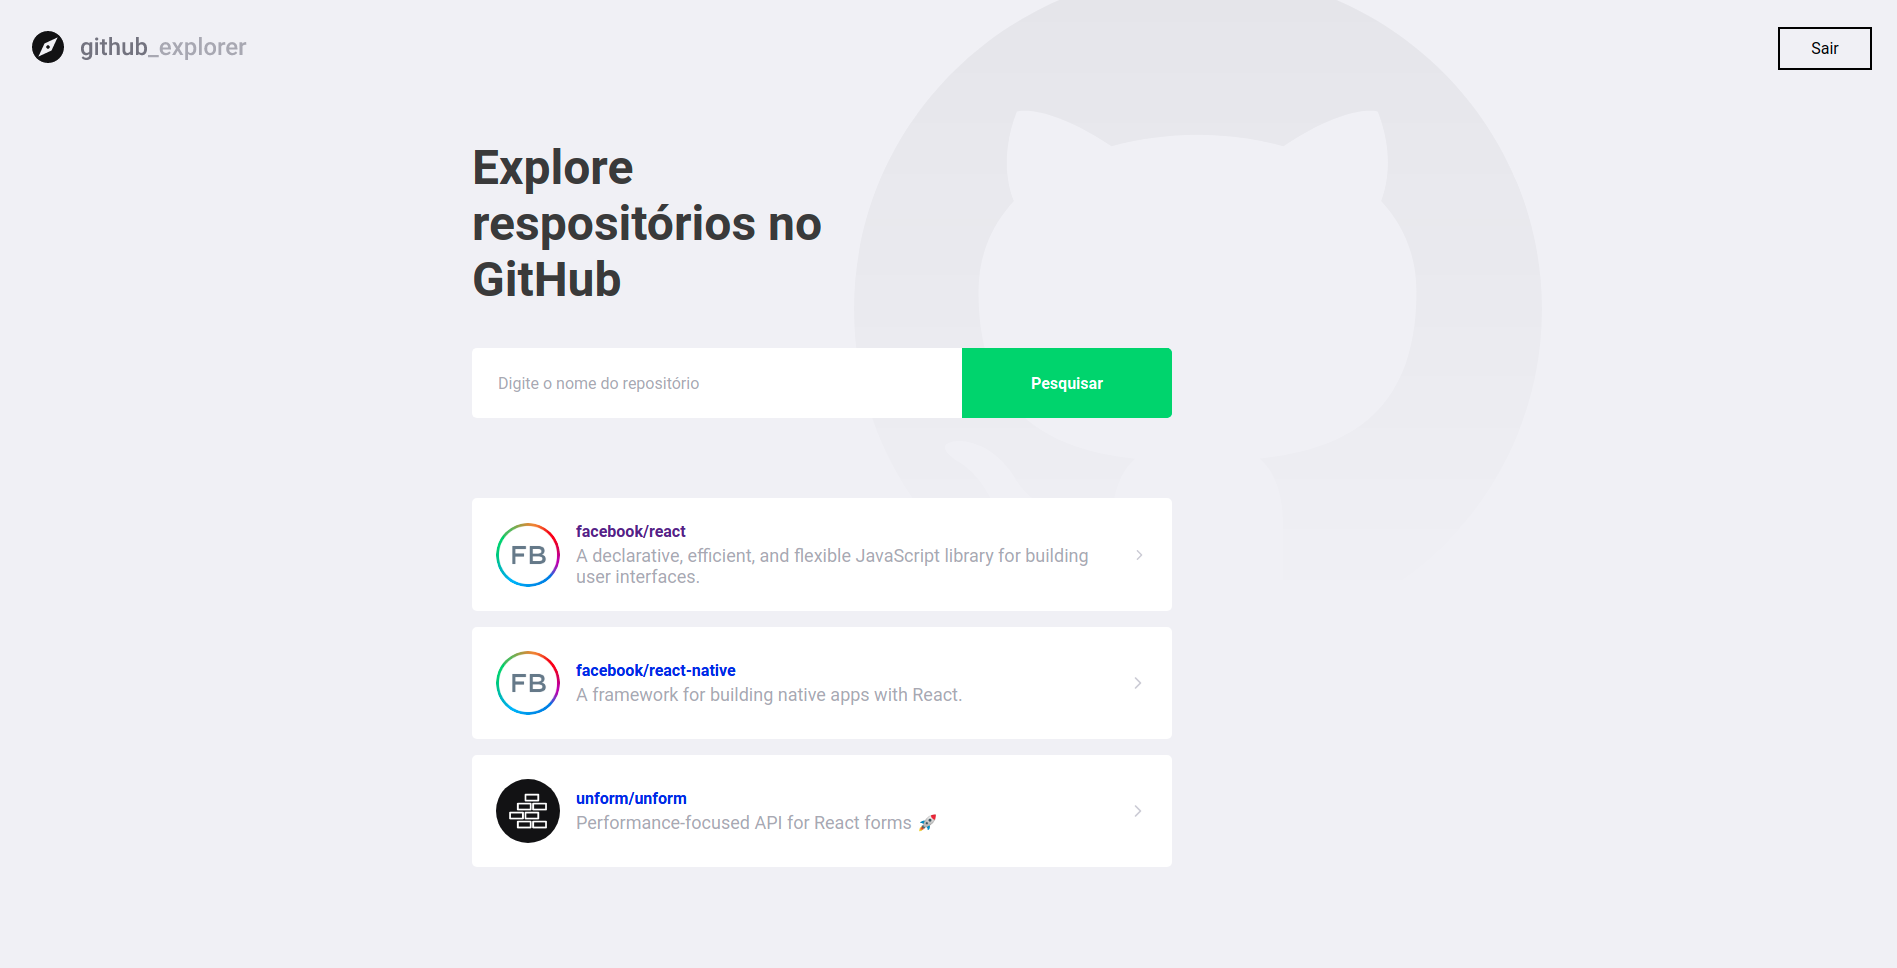 github_explorer
Sair
Explore
respositórios no
GitHub
Digite o nome do repositório
Pesquisar
FB
facebook/react
A declarative, efficient, and flexible JavaScript library for building
user interfaces.
FB
facebook/react-native
A framework for building native apps with React.
unform/unform
Performance-focused API for React forms 🚀